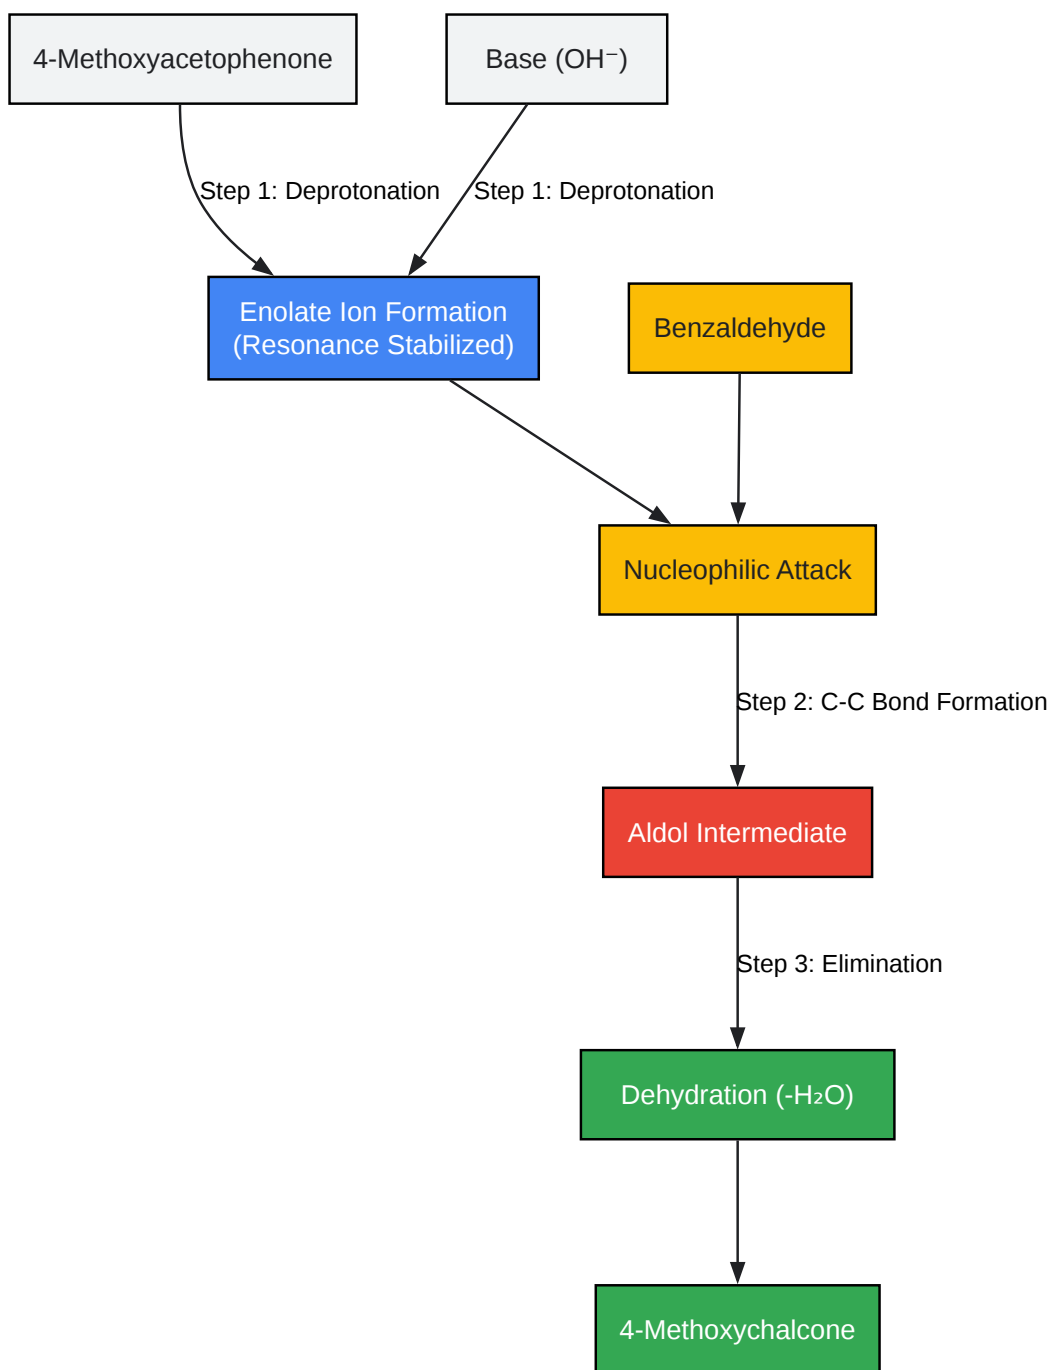 4-Methoxyacetophenone
Base (OH⁻)
Step 1: Deprotonation
Step 1: Deprotonation
Enolate Ion Formation
(Resonance Stabilized)
Benzaldehyde
Nucleophilic Attack
Step 2: C-C Bond Formation
Aldol Intermediate
Step 3: Elimination
Dehydration (-H₂O)
4-Methoxychalcone